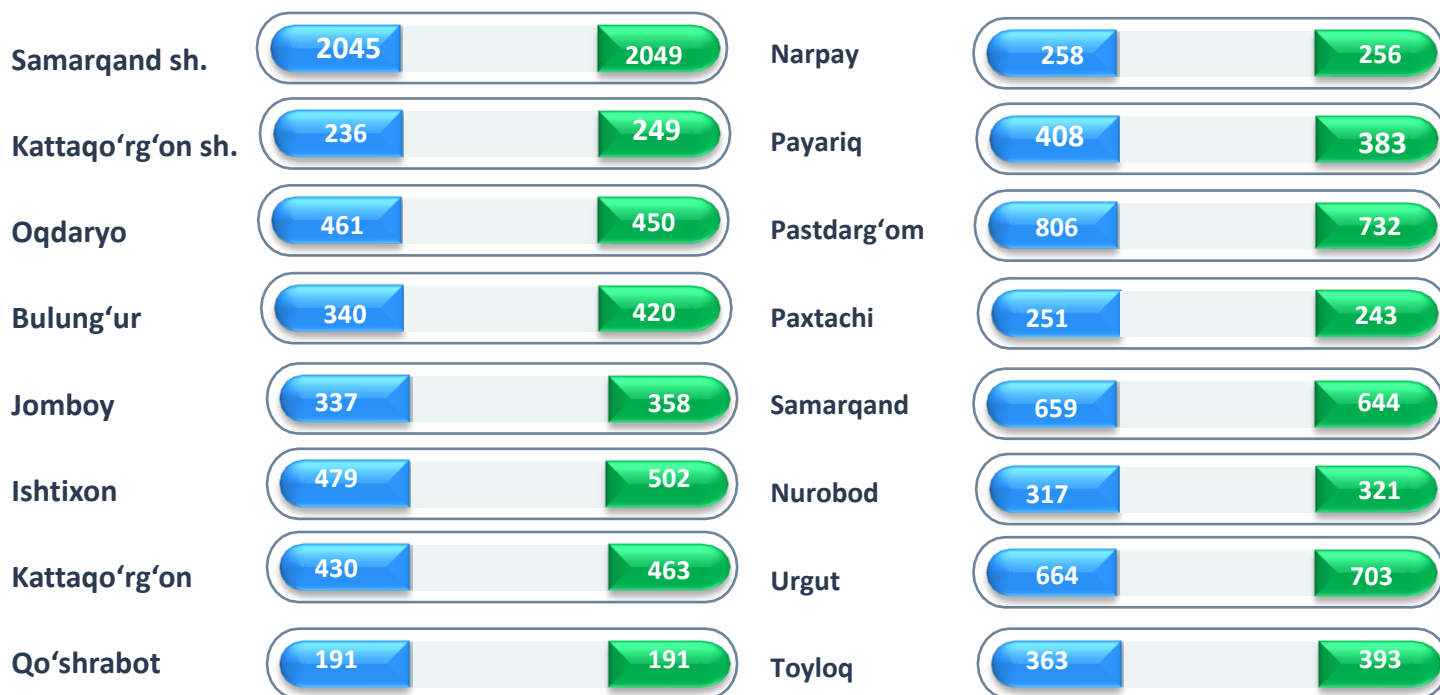 Samarqand sh. 2045 2049
Kattaqo‘rg‘on sh. 236 249
Oqdaryo 461 450
Bulung‘ur 340 420
Jomboy 337 358
Ishtixon 479 502
Kattaqo‘rg‘on 430 463
Qo‘shrabot 191 191
Narpay 258 256
Payariq 408 383
Pastdarg‘om 806 732
Paxtachi 251 243
Samarqand 659 644
Nurobod 317 321
Urgut 664 703
Toyloq 363 393